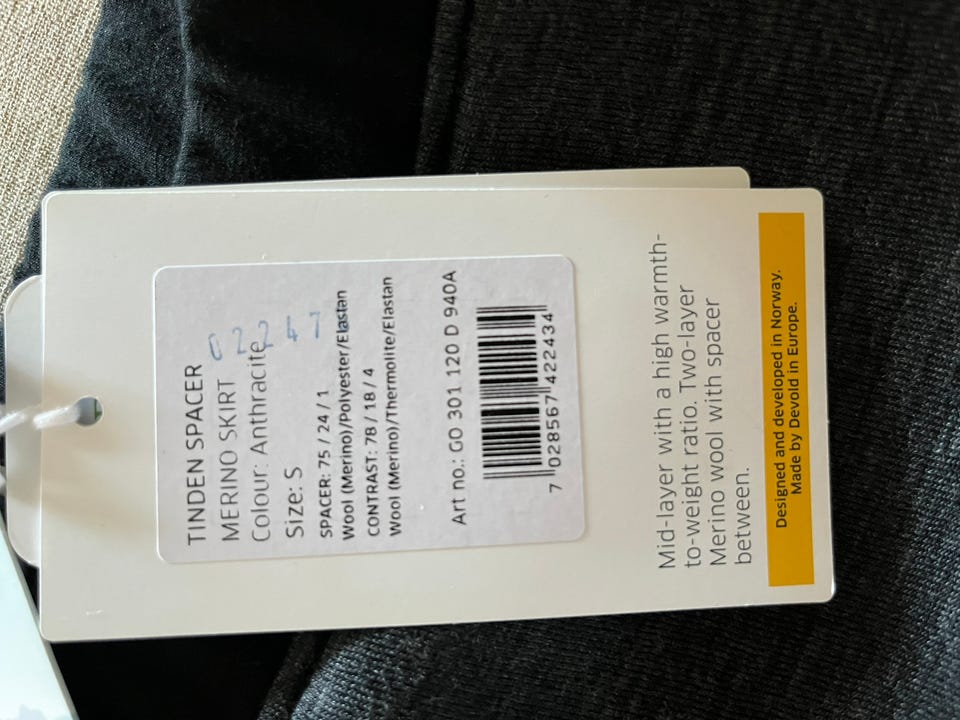 TINDEN SPACER
MERINO SKIRT
Colour: Anthracite
Size: S
SPACER: 75 / 24 / 1
Wool (Merino)/Polyester/Elastan
CONTRAST: 78 / 18 / 4
Wool (Merino)/Thermolite/Elastan
Art no.: GO 301 120 D 940A
7 028567 422434
Mid-layer with a high warmth-
to-weight ratio. Two-layer
Merino wool with spacer
between.
Designed and developed in Norway.
Made by Devold in Europe.